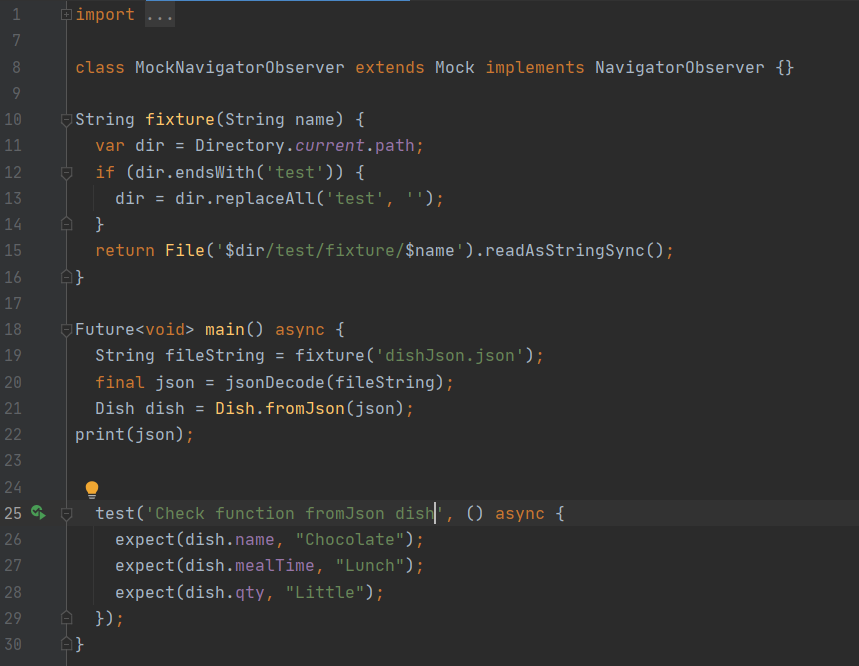 1 import ...
7
8 class MockNavigatorObserver extends Mock implements NavigatorObserver {}
9
10 String fixture(String name) {
11   var dir = Directory.current.path;
12   if (dir.endsWith('test')) {
13     dir = dir.replaceAll('test', '');
14   }
15   return File('$dir/test/fixture/$name').readAsStringSync();
16 }
17
18 Future<void> main() async {
19   String fileString = fixture('dishJson.json');
20   final json = jsonDecode(fileString);
21   Dish dish = Dish.fromJson(json);
22 print(json);
23
24
25   test('Check function fromJson dish', () async {
26     expect(dish.name, "Chocolate");
27     expect(dish.mealTime, "Lunch");
28     expect(dish.qty, "Little");
29   });
30 }